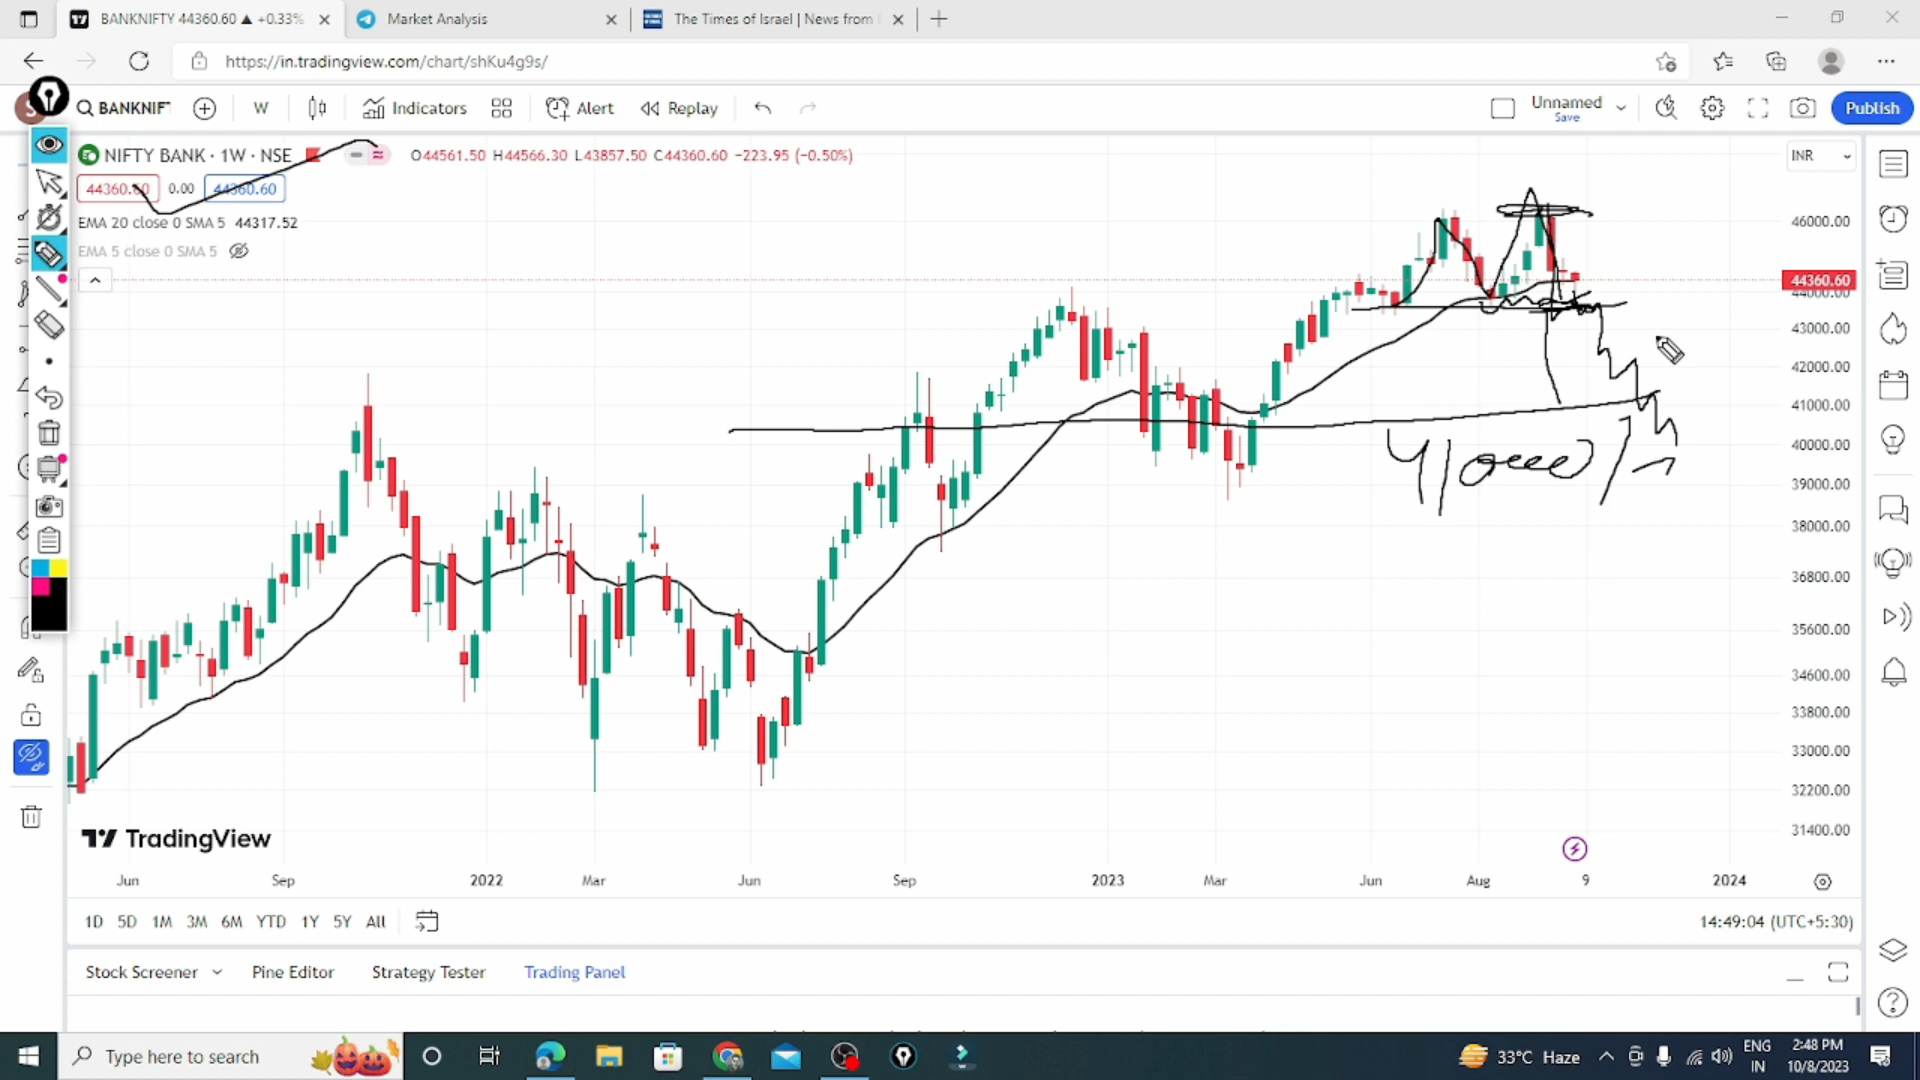 BANKNIFTY 44360.60 ▲ +0.33%
Market Analysis
The Times of Israel | News from
https://in.tradingview.com/chart/shKu4g9s/
BANKNIFT
W
Indicators
Alert
Replay
Unnamed
Save
Publish
NIFTY BANK · 1W · NSE
O44561.50 H44566.30 L43857.50 C44360.60 −223.95 (−0.50%)
INR
0.00
44360.60
EMA 20 close 0 SMA 5 44317.52
EMA 5 close 0 SMA 5
46000.00
44360.60
44000.00
43000.00
42000.00
41000.00
40000.00
39000.00
38000.00
36800.00
35600.00
34600.00
33800.00
33000.00
32200.00
31400.00
TradingView
Jun Sep 2022 Mar Jun Sep 2023 Mar Jun Aug 9 2024
1D 5D 1M 3M 6M YTD 1Y 5Y All
14:49:04 (UTC+5:30)
Stock Screener Pine Editor Strategy Tester Trading Panel
Type here to search
33°C Haze
ENG
IN
2:48 PM
10/8/2023